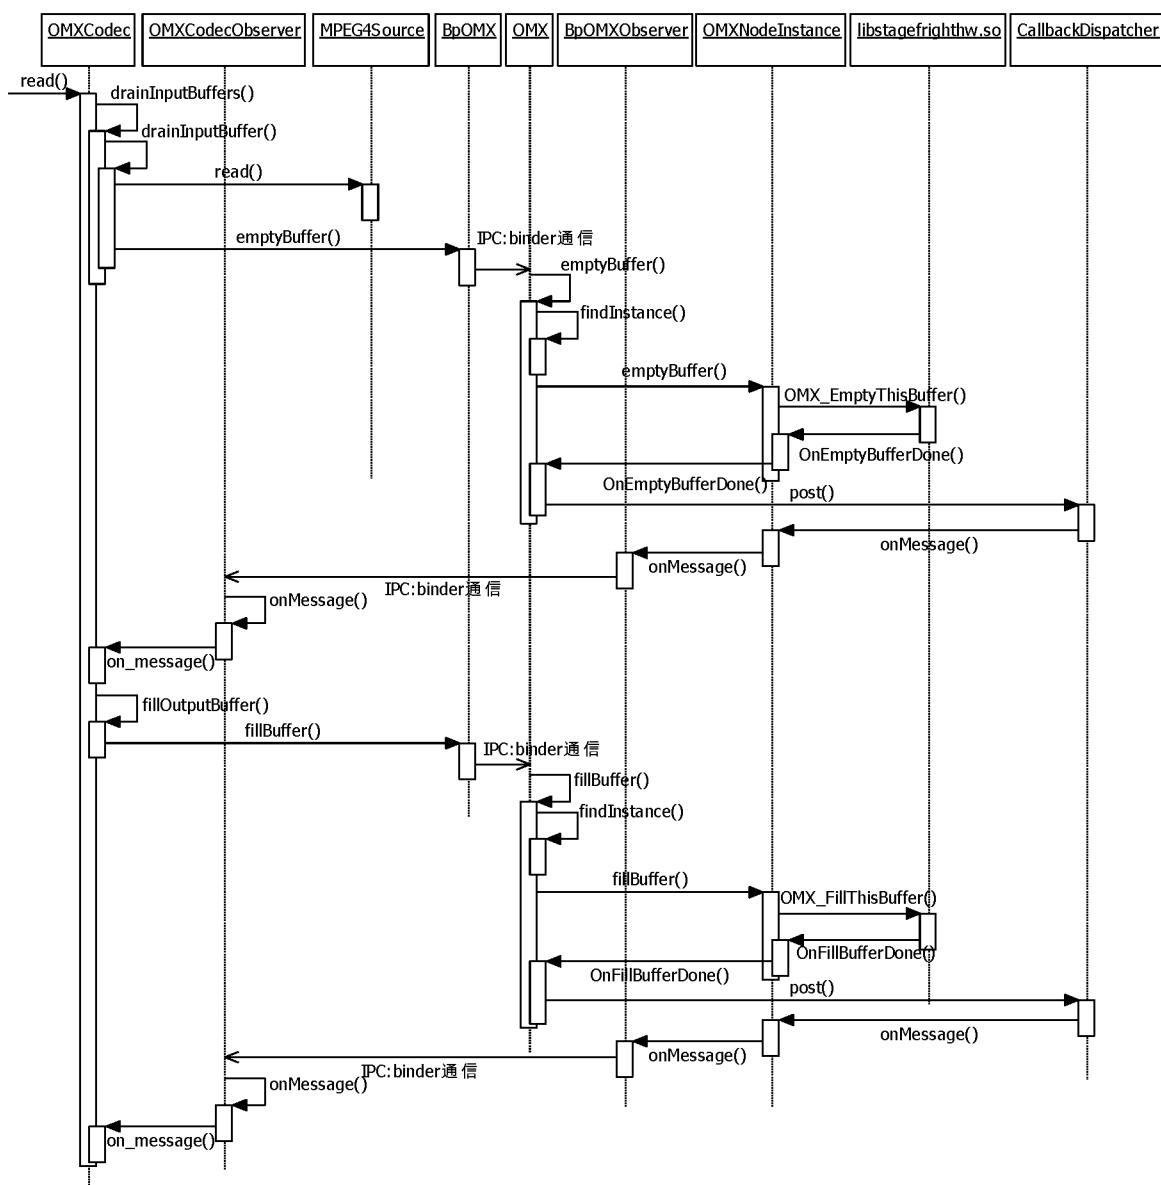 OMXCodec
OMXCodecObserver
MPEG4Source
BpOMX
OMX
BpOMXObserver
OMXNodeInstance
libstagefrighthw.so
CallbackDispatcher
read()
drainInputBuffers()
drainInputBuffer()
read()
emptyBuffer()
IPC:binder通信
emptyBuffer()
findInstance()
emptyBuffer()
OMX_EmptyThisBuffer()
OnEmptyBufferDone()
OnEmptyBufferDone()
post()
onMessage()
onMessage()
IPC:binder通信
onMessage()
on_message()
fillOutputBuffer()
fillBuffer()
IPC:binder通信
fillBuffer()
findInstance()
fillBuffer()
OMX_FillThisBuffer()
OnFillBufferDone()
OnFillBufferDone()
post()
onMessage()
onMessage()
IPC:binder通信
onMessage()
on_message()